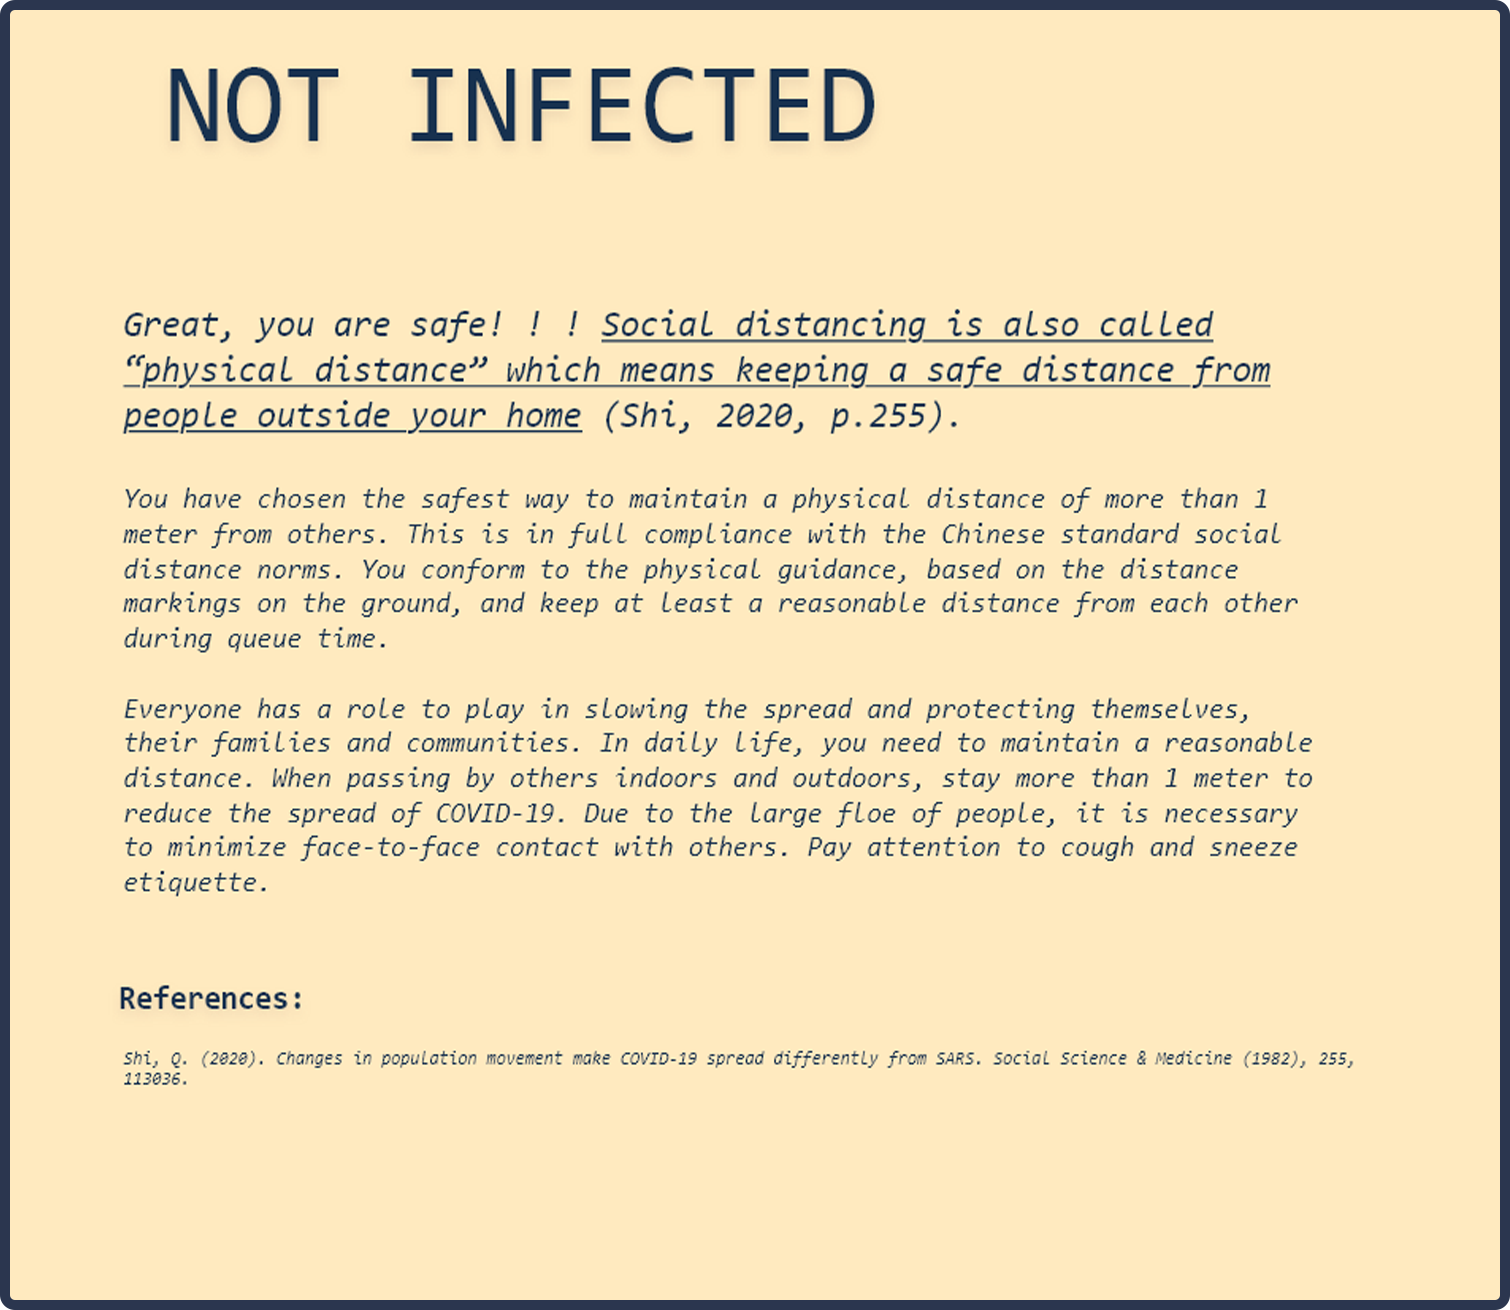 NOT INFECTED
Great, you are safe! ! ! Social distancing is also called
“physical distance” which means keeping a safe distance from
people outside your home (Shi, 2020, p.255).
You have chosen the safest way to maintain a physical distance of more than 1
meter from others. This is in full compliance with the Chinese standard social
distance norms. You conform to the physical guidance, based on the distance
markings on the ground, and keep at least a reasonable distance from each other
during queue time.
Everyone has a role to play in slowing the spread and protecting themselves,
their families and communities. In daily life, you need to maintain a reasonable
distance. When passing by others indoors and outdoors, stay more than 1 meter to
reduce the spread of COVID-19. Due to the large floe of people, it is necessary
to minimize face-to-face contact with others. Pay attention to cough and sneeze
etiquette.
References:
Shi, Q. (2020). Changes in population movement make COVID-19 spread differently from SARS. Social Science & Medicine (1982), 255,
113036.